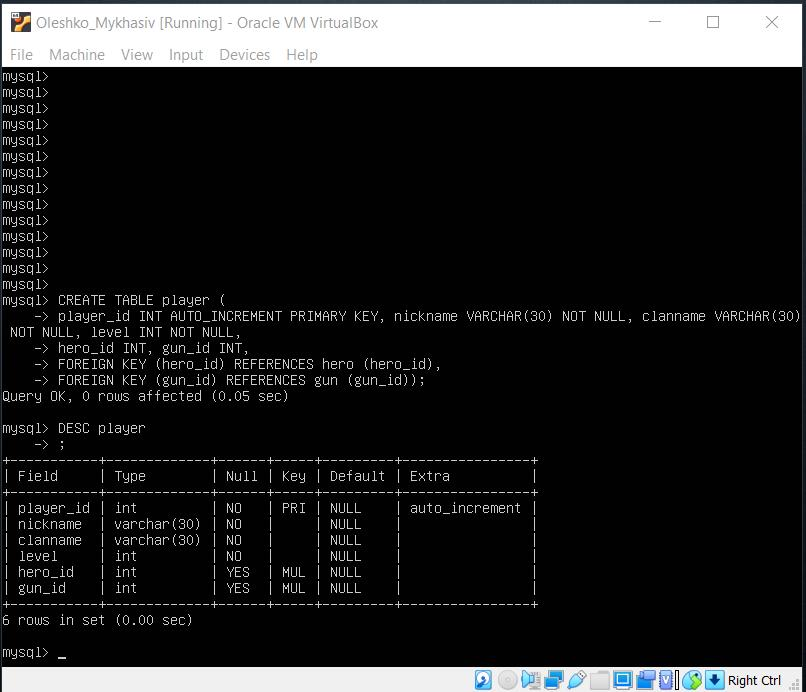 Oleshko_Mykhasiv [Running] - Oracle VM VirtualBox
File Machine View Input Devices Help
mysql>
mysql>
mysql>
mysql>
mysql>
mysql>
mysql>
mysql>
mysql>
mysql>
mysql>
mysql>
mysql>
mysql>
mysql> CREATE TABLE player (
    -> player_id INT AUTO_INCREMENT PRIMARY KEY, nickname VARCHAR(30) NOT NULL, clanname VARCHAR(30)
 NOT NULL, level INT NOT NULL,
    -> hero_id INT, gun_id INT,
    -> FOREIGN KEY (hero_id) REFERENCES hero (hero_id),
    -> FOREIGN KEY (gun_id) REFERENCES gun (gun_id));
Query OK, 0 rows affected (0.05 sec)
mysql> DESC player
    -> ;
+-----------+-------------+------+-----+---------+----------------+
| Field     | Type        | Null | Key | Default | Extra          |
+-----------+-------------+------+-----+---------+----------------+
| player_id | int         | NO   | PRI | NULL    | auto_increment |
| nickname  | varchar(30) | NO   |     | NULL    |                |
| clanname  | varchar(30) | NO   |     | NULL    |                |
| level     | int         | NO   |     | NULL    |                |
| hero_id   | int         | YES  | MUL | NULL    |                |
| gun_id    | int         | YES  | MUL | NULL    |                |
+-----------+-------------+------+-----+---------+----------------+
6 rows in set (0.00 sec)
mysql> _
Right Ctrl